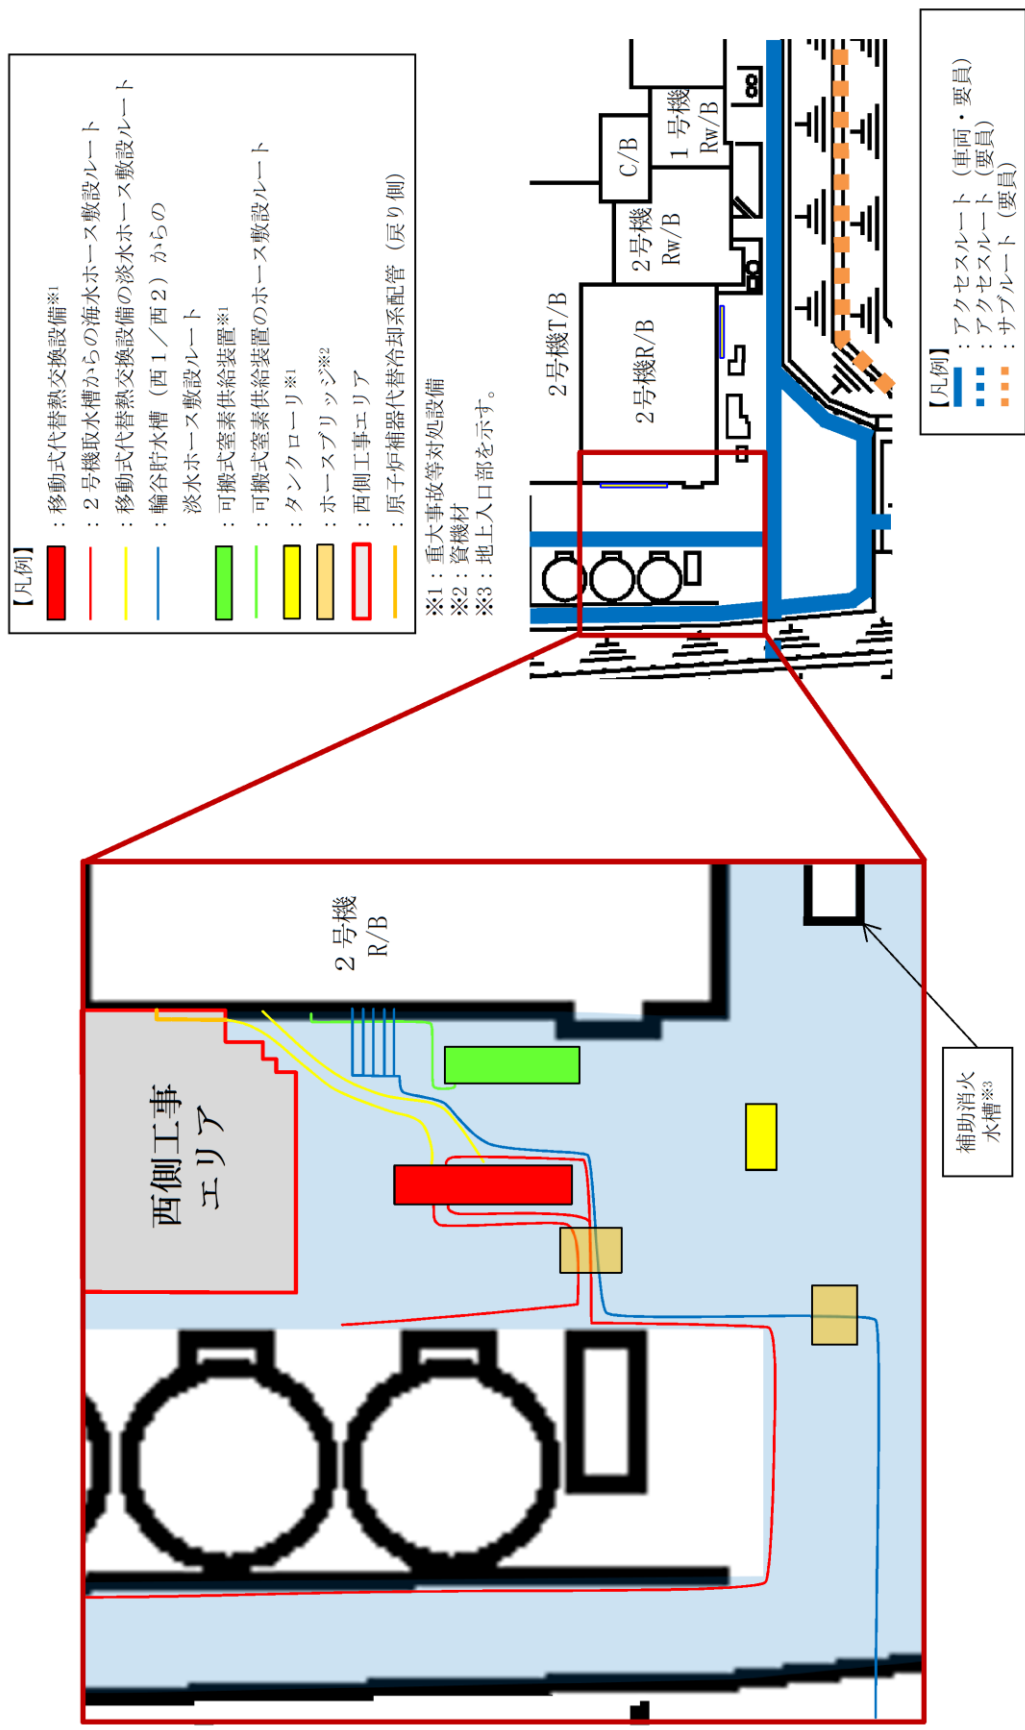 【凡例】
：移動式代替熱交換設備※1
：２号機取水槽からの海水ホース敷設ルート
：移動式代替熱交換設備の淡水ホース敷設ルート
：輪谷貯水槽（西１／西２）からの
淡水ホース敷設ルート
：可搬式窒素供給装置※1
：可搬式窒素供給装置のホース敷設ルート
：タンクローリ※1
：ホースブリッジ※2
：西側工事エリア
：原子炉補機代替冷却系配管（戻り側）
※1：重大事故等対処設備
※2：資機材
※3：地上入口部を示す。
2号機T/B
2号機R/B
2号機
Rw/B
C/B
１号機
Rw/B
【凡例】
：アクセスルート（車両・要員）
：アクセスルート（要員）
：サブルート（要員）
西側工事
エリア
２号機
R/B
補助消火
水槽※3